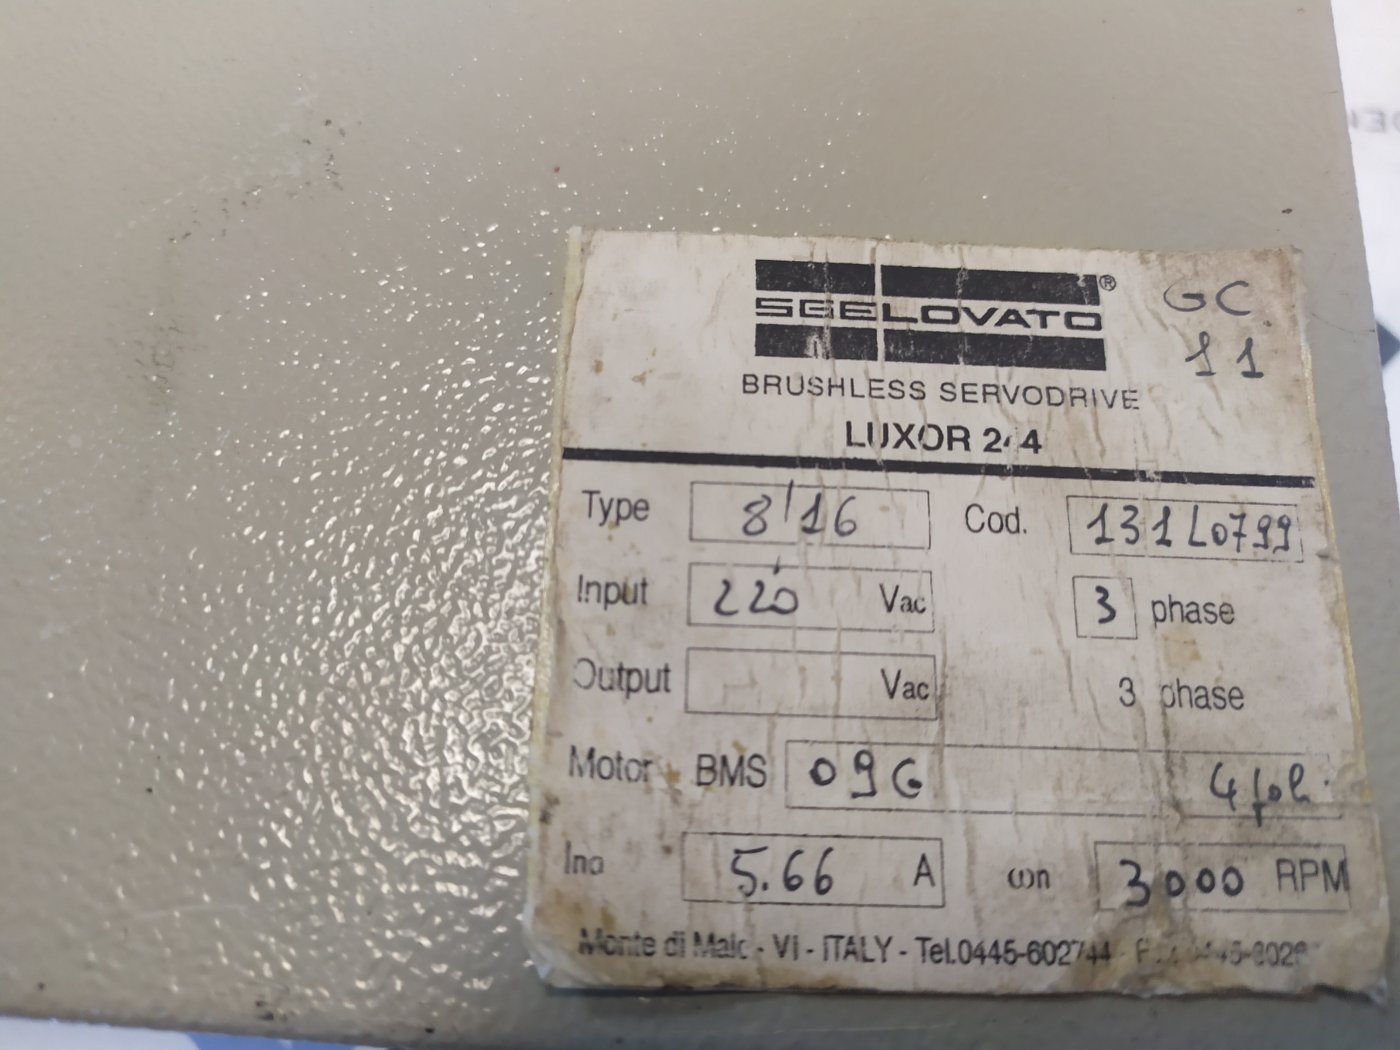 SGELOVATO ® GC
11
BRUSHLESS SERVODRIVE
LUXOR 2/4
Type 8/16 Cod. 131L0799
Input 220 Vac 3 phase
Output Vac 3 phase
Motor BMS 09G 4 pol.
Ino 5.66 A ωn 3000 RPM
Monte di Malo - VI - ITALY - Tel.0445-602744